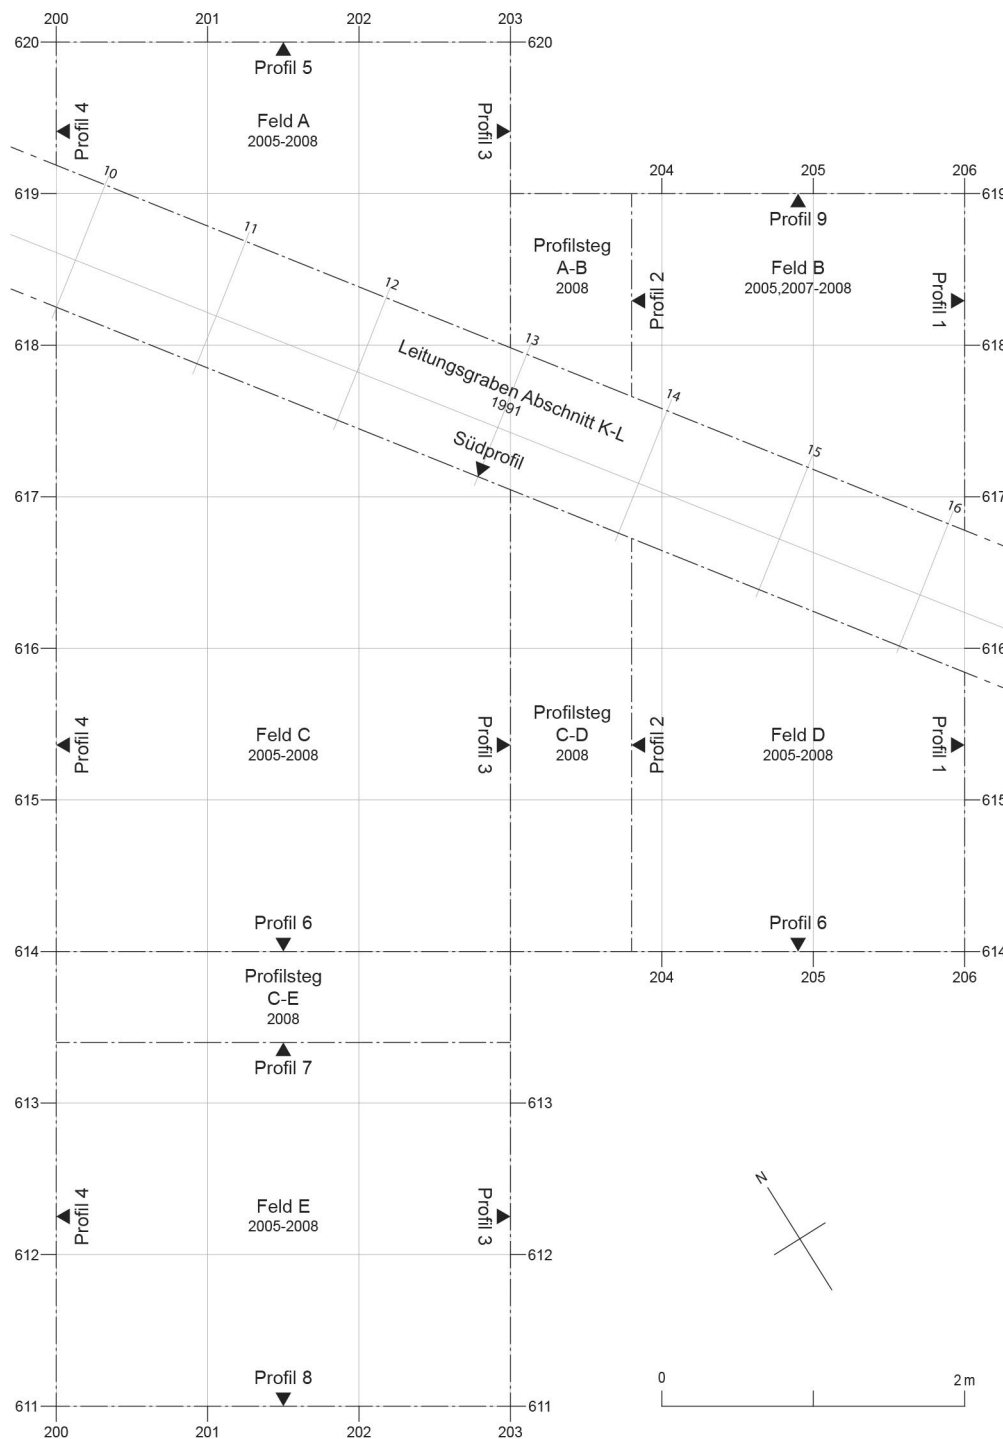 200 201 202 203
620 620
Profil 5
Profil 4
Feld A
2005-2008
Profil 3
10
204 205 206
619 619
11
Profilsteg
A-B
2008
Profil 2
Profil 9
Feld B
2005,2007-2008
Profil 1
12
618 618
13
Leitungsgraben Abschnitt K-L
1991
14
Südprofil
15
617 617
16
616 616
Profil 4
Feld C
2005-2008
Profil 3
Profilsteg
C-D
2008
Profil 2
Feld D
2005-2008
Profil 1
615 615
Profil 6 Profil 6
614 614
204 205 206
Profilsteg
C-E
2008
Profil 7
613 613
Profil 4
Feld E
2005-2008
Profil 3
N
612 612
Profil 8
0 2 m
611 611
200 201 202 203